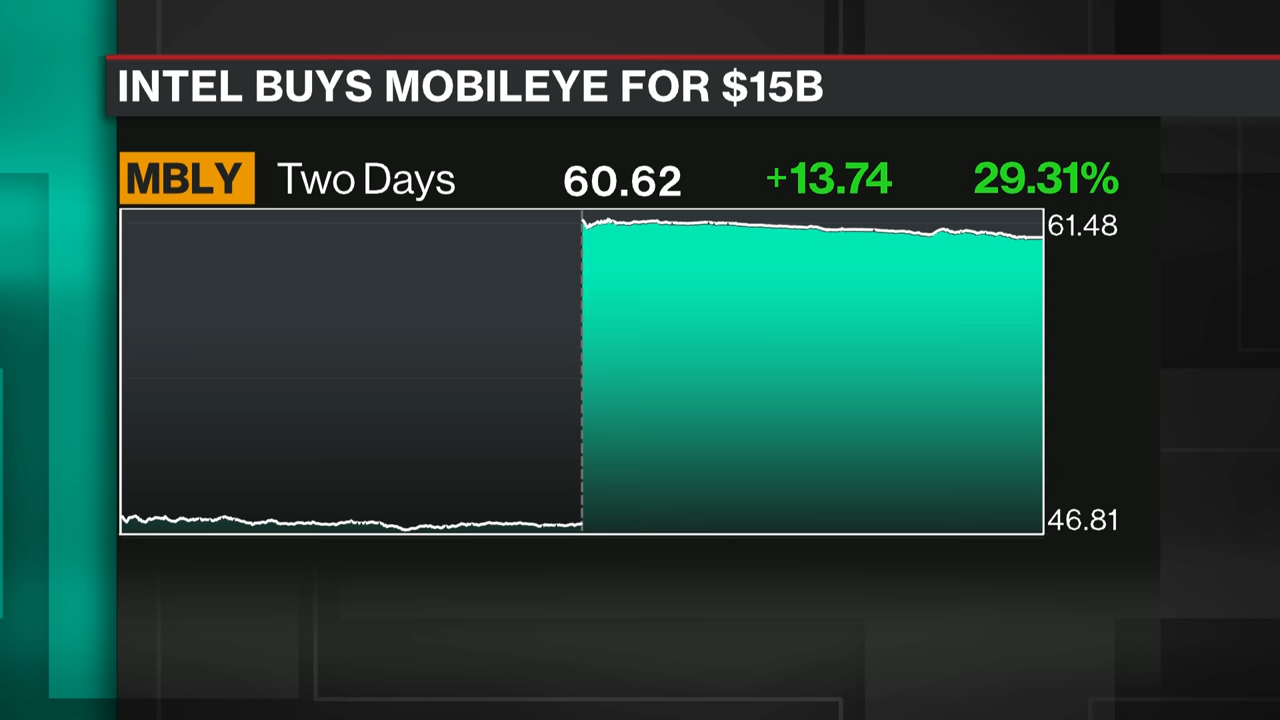 INTEL BUYS MOBILEYE FOR $15B
MBLY Two Days 60.62 +13.74 29.31%
61.48
46.81